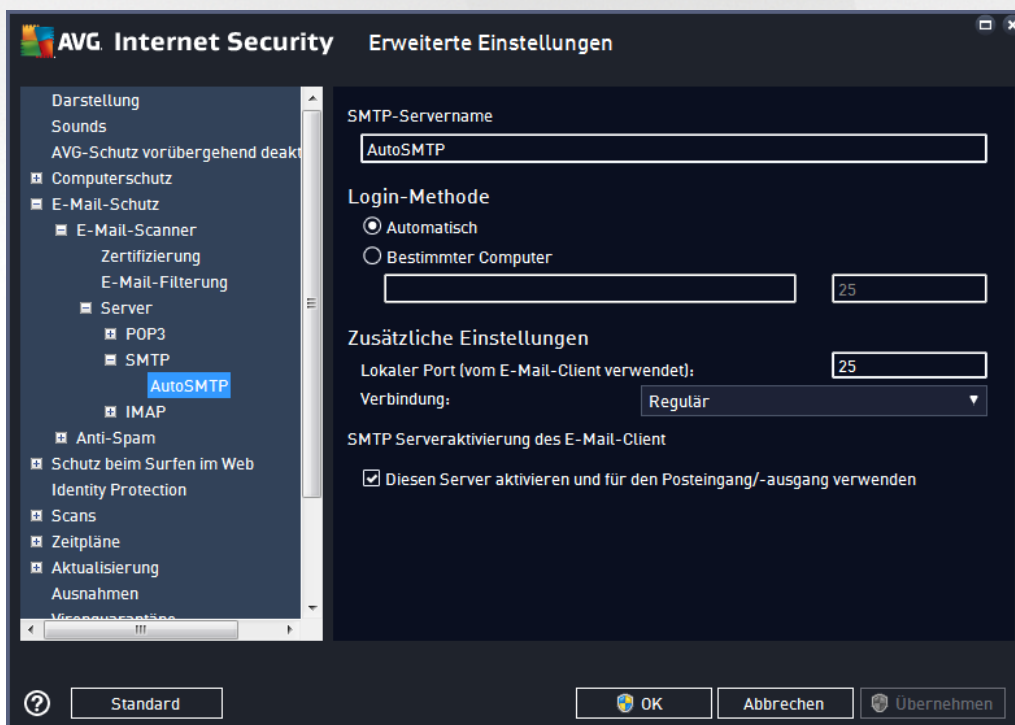 AVG. Internet Security Erweiterte Einstellungen
Darstellung
Sounds
AVG-Schutz vorübergehend deakt
Computerschutz
E-Mail-Schutz
E-Mail-Scanner
Zertifizierung
E-Mail-Filterung
Server
POP3
SMTP
AutoSMTP
IMAP
Anti-Spam
Schutz beim Surfen im Web
Identity Protection
Scans
Zeitpläne
Aktualisierung
Ausnahmen
Virenquarantäne
SMTP-Servername
AutoSMTP
Login-Methode
Automatisch
Bestimmter Computer
25
Zusätzliche Einstellungen
Lokaler Port (vom E-Mail-Client verwendet): 25
Verbindung: Regulär
SMTP Serveraktivierung des E-Mail-Client
Diesen Server aktivieren und für den Posteingang/-ausgang verwenden
? Standard OK Abbrechen Übernehmen